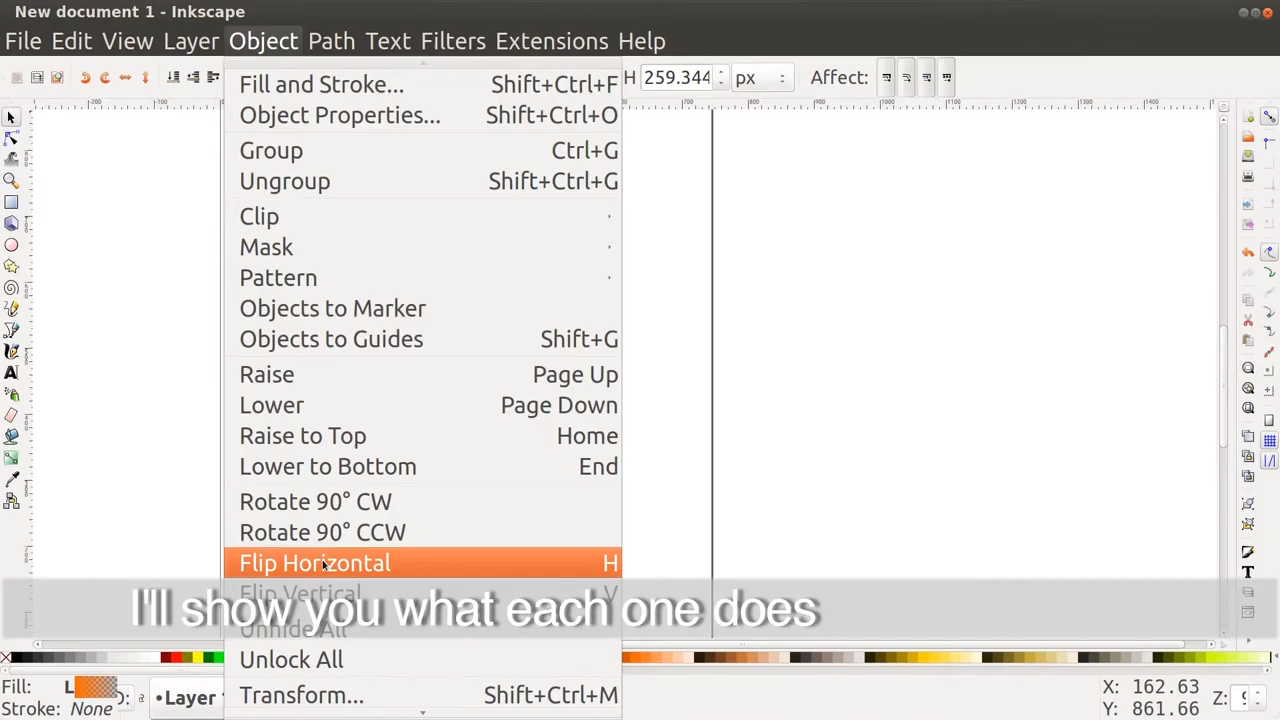 New document 1 - Inkscape
File Edit View Layer Object Path Text Filters Extensions Help
H 259.344 px Affect:
Fill and Stroke... Shift+Ctrl+F
Object Properties... Shift+Ctrl+O
Group Ctrl+G
Ungroup Shift+Ctrl+G
Clip
Mask
Pattern
Objects to Marker
Objects to Guides Shift+G
Raise Page Up
Lower Page Down
Raise to Top Home
Lower to Bottom End
Rotate 90° CW
Rotate 90° CCW
Flip Horizontal H
Flip Vertical V
I'll show you what each one does
Unhide All
Unlock All
Transform... Shift+Ctrl+M
Fill: L O: •Layer X: 162.63 Z:
Stroke: None Y: 861.66